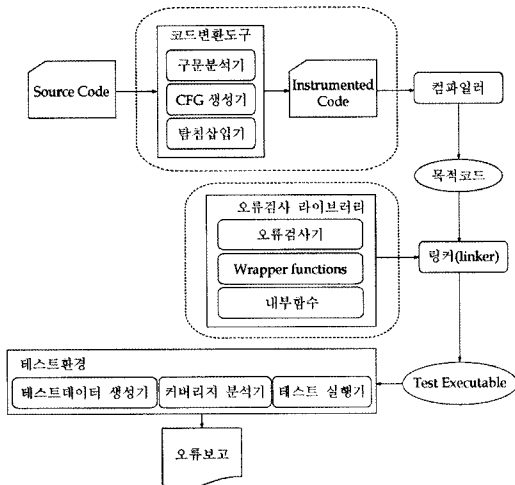 코드변환도구
구문분석기
Source Code
CFG 생성기
탐침삽입기
Instrumented
Code
컴파일러
목적코드
오류검사 라이브러리
오류검사기
Wrapper functions
내부함수
링커(linker)
테스트환경
테스트데이터 생성기
커버리지 분석기
테스트 실행기
Test Executable
오류보고